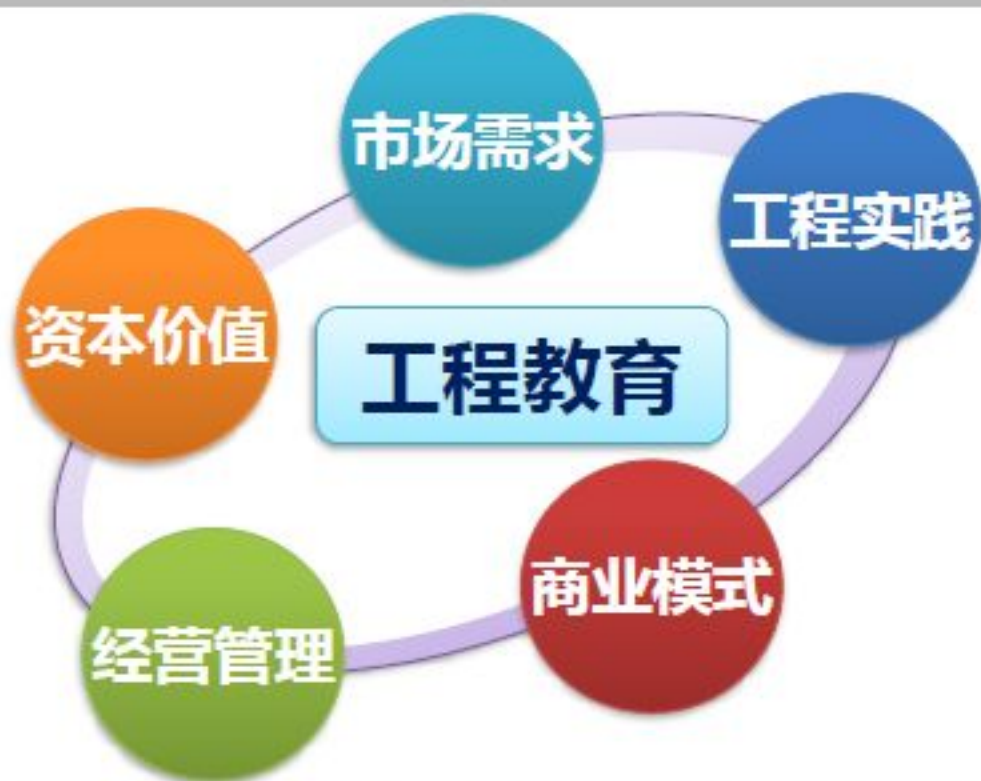 市场需求
工程实践
资本价值
工程教育
商业模式
经营管理